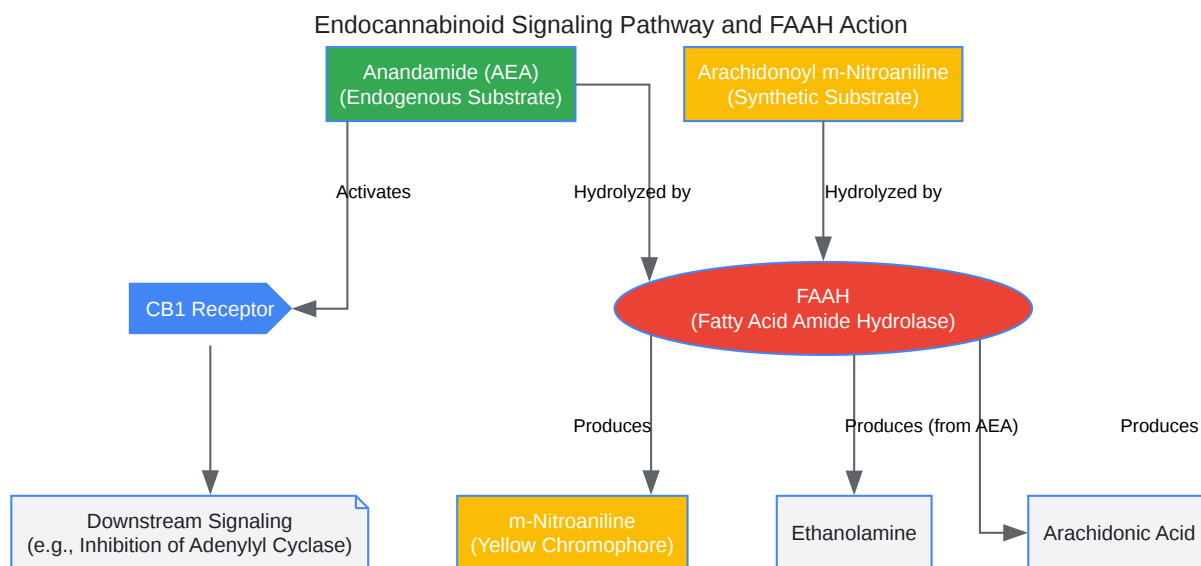 Endocannabinoid Signaling Pathway and FAAH Action
Anandamide (AEA)
(Endogenous Substrate)
Arachidonoyl m-Nitroaniline
(Synthetic Substrate)
Activates
Hydrolyzed by
Hydrolyzed by
CB1 Receptor
FAAH
(Fatty Acid Amide Hydrolase)
Produces
Produces (from AEA)
Produces
Downstream Signaling
(e.g., Inhibition of Adenylyl Cyclase)
m-Nitroaniline
(Yellow Chromophore)
Ethanolamine
Arachidonic Acid